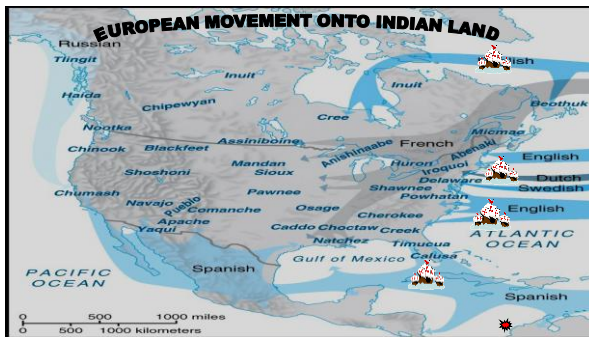 EUROPEAN MOVEMENT ONTO INDIAN LAND
Russian
Tlingit
Haida
Nootka
Chinook
Chumash
Inuit
Chipewyan
Blackfeet
Assiniboine
Cree
Inuit
Beothuk
Micmae
French
Abenaki
Anishinaabe
Huron
Iroquoi
English
Shoshoni
Mandan
Sioux
Pawnee
Shawnee
Delaware
Dutch
Swedish
Powhatan
English
Navajo
Pueblo
Comanche
Osage
Cherokee
Apache
Caddo
Choctaw
Creek
Yaqui
Natchez
Timucua
Calusa
ATLANTIC
OCEAN
PACIFIC
OCEAN
Spanish
Gulf of Mexico
Spanish
0 500 1000 miles
0 500 1000 kilometers